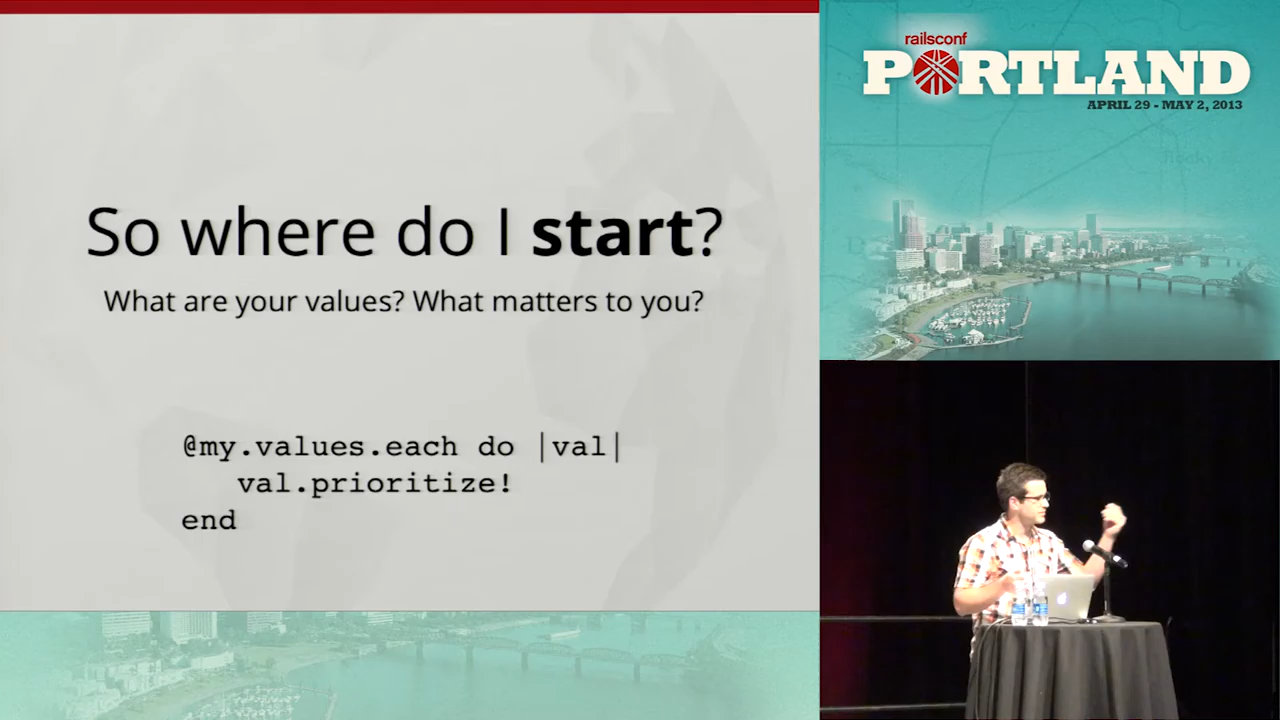 So where do I start?
What are your values? What matters to you?
@my.values.each do |val|
   val.prioritize!
end
railsconf
PORTLAND
APRIL 29 - MAY 2, 2013